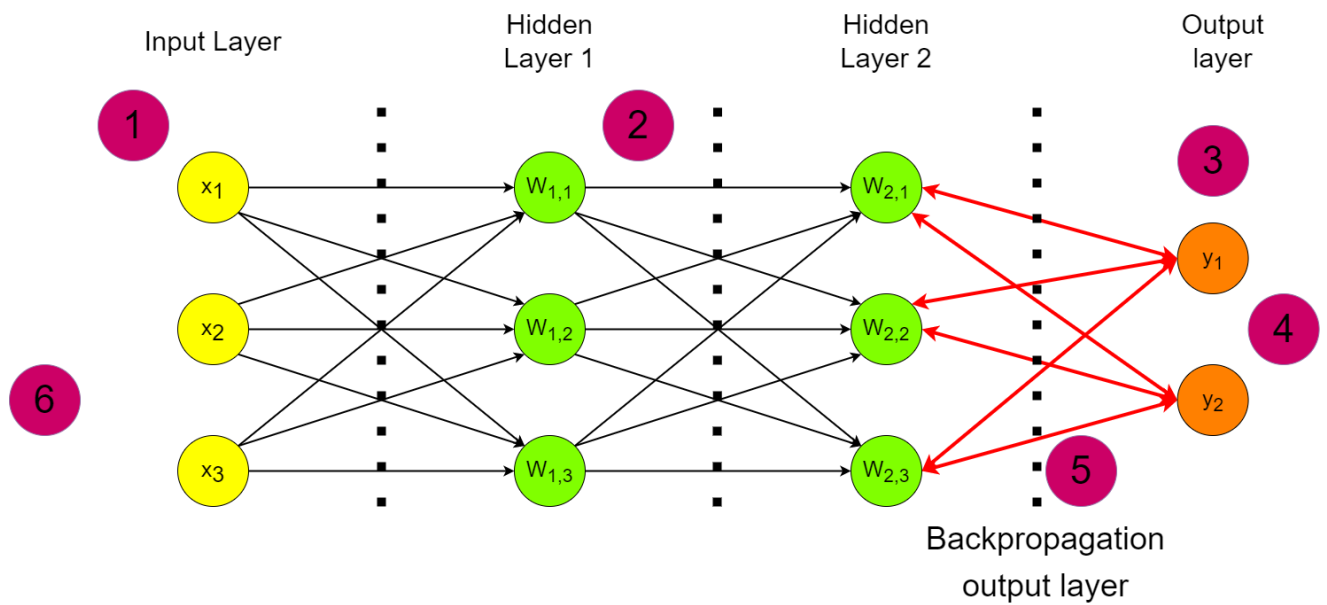 Input Layer
Hidden
Layer 1
Hidden
Layer 2
Output
layer
1
2
3
x1
W1,1
W2,1
y1
x2
W1,2
W2,2
4
6
y2
x3
W1,3
W2,3
5
Backpropagation
output layer